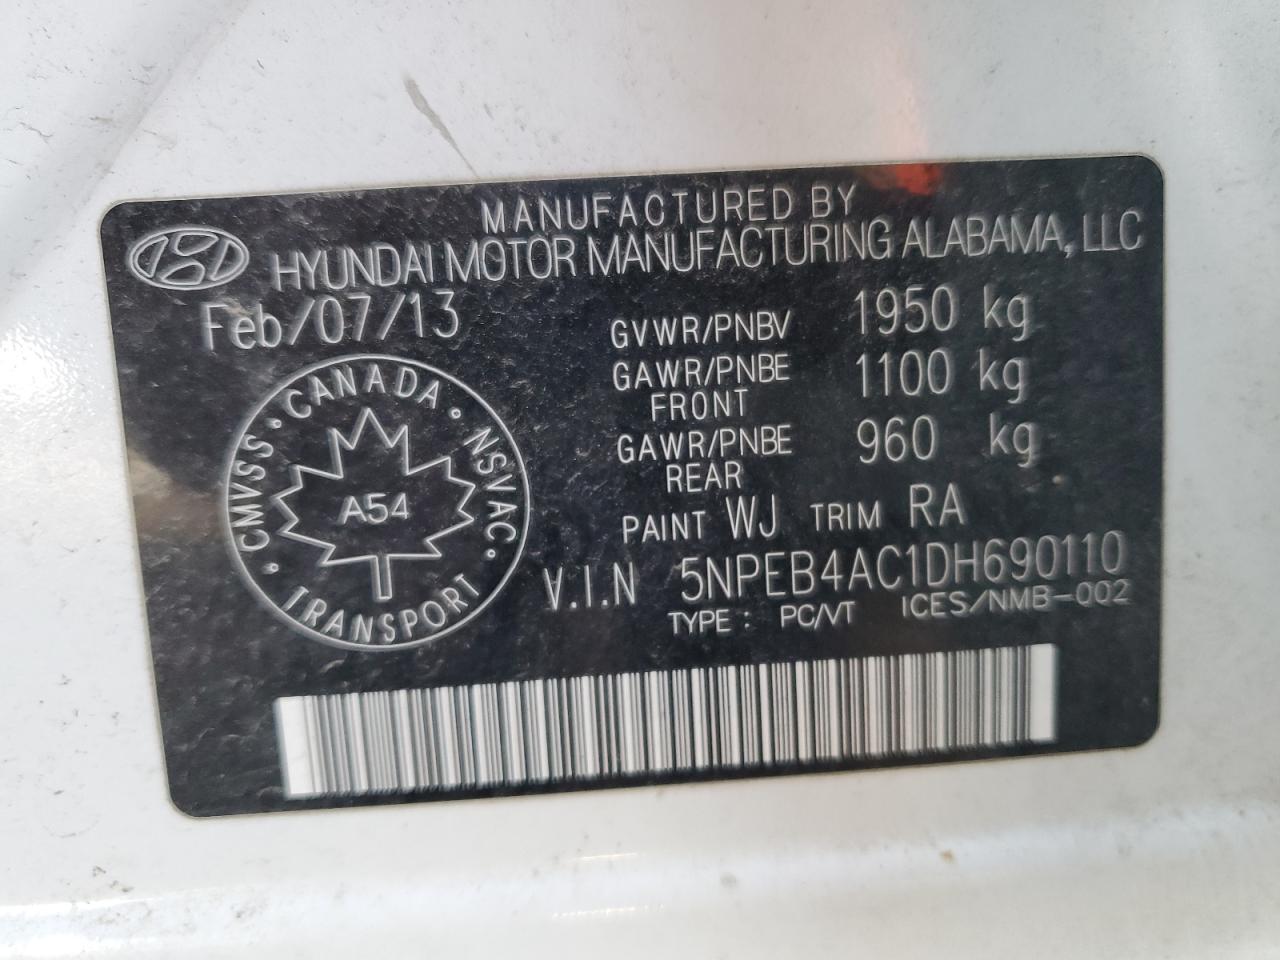 MANUFACTURED BY
HYUNDAI MOTOR MANUFACTURING ALABAMA, LLC
Feb/07/13
GVWR/PNBV 1950 kg
GAWR/PNBE FRONT 1100 kg
GAWR/PNBE REAR 960 kg
PAINT WJ TRIM RA
V.I.N 5NPEB4AC1DH690110
TYPE : PC/VT ICES/NMB-002
CMVSS · CANADA · NSVAC ·
A54
TRANSPORT